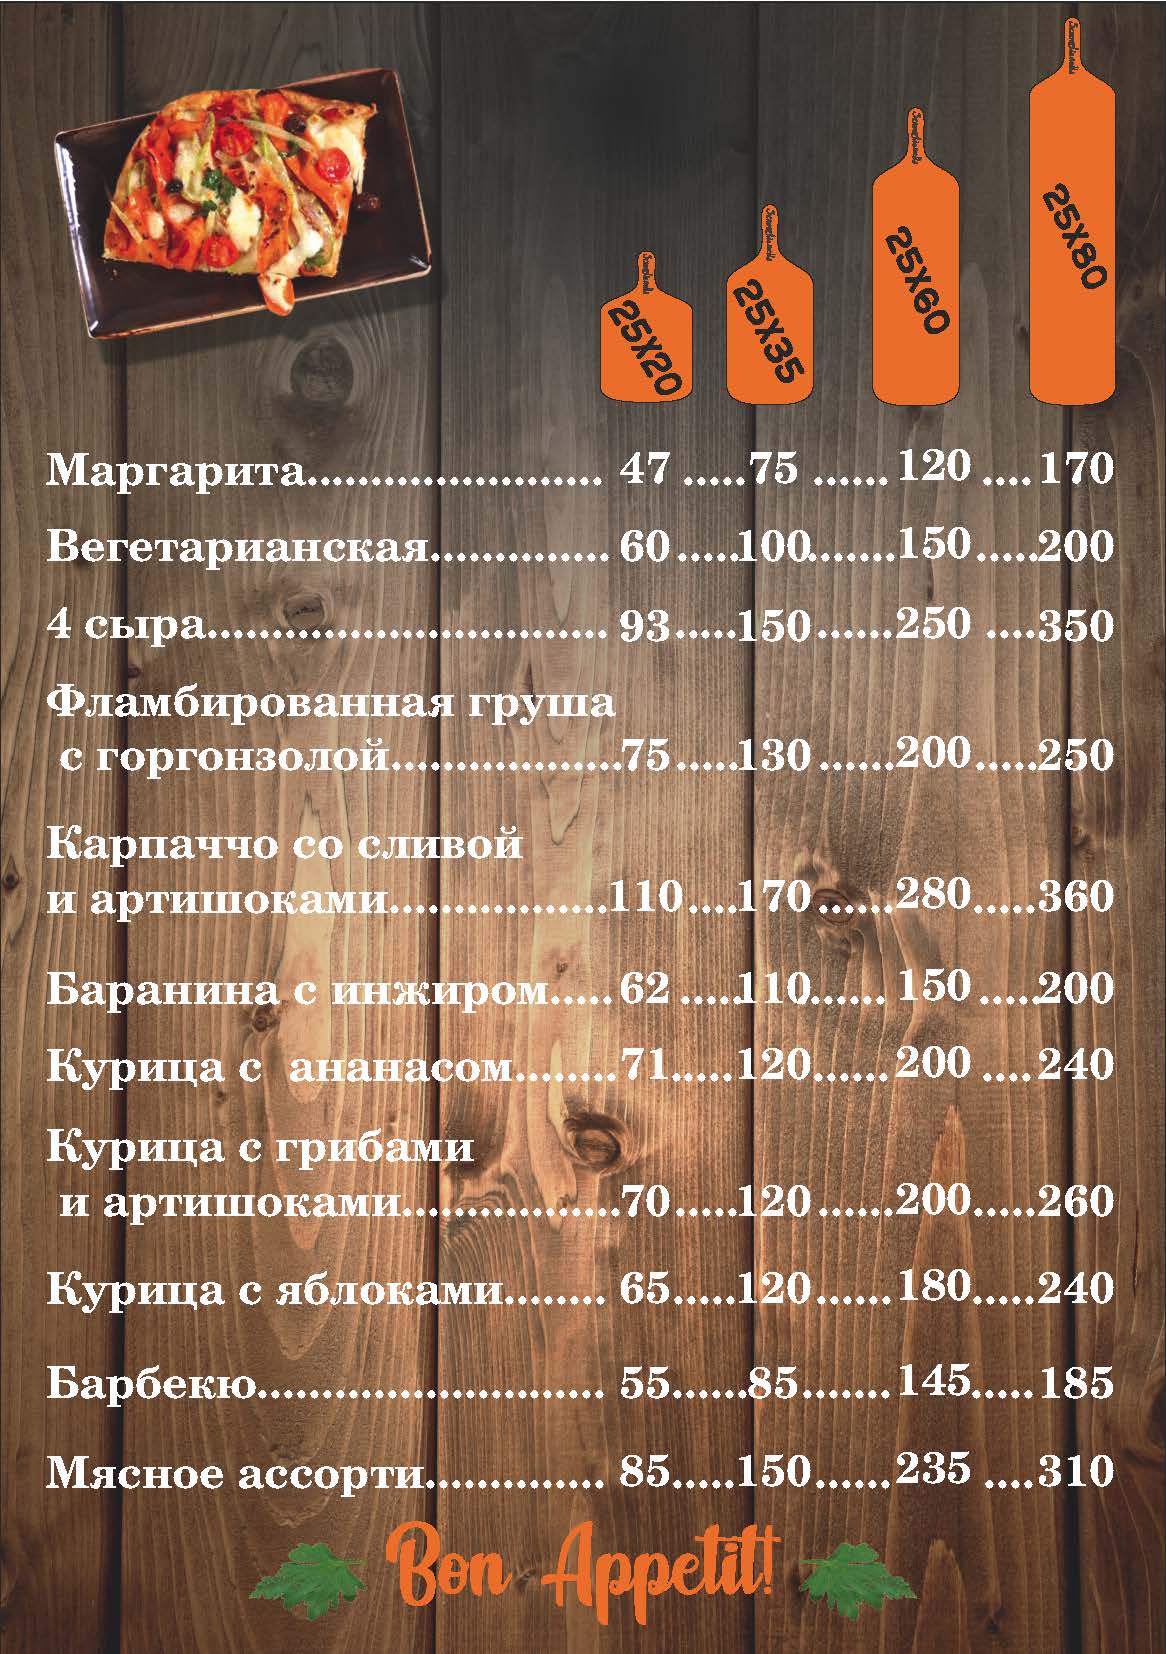 25X20
25X35
25X60
25X80
Маргарита....................... 47 .....75 ...... 120 ....170
Вегетарианская.............. 60 .....100.......150 .....200
4 сыра............................... 93 .....150 ......250 ....350
Фламбированная груша
с горгонзолой..................75 .....130 ......200 .....250
Карпаччо со сливой
и артишоками.................110 ....170 ......280 .....360
Баранина с инжиром..... 62 .....110...... 150 .....200
Курица с ананасом........71.....120...... 200 ....240
Курица с грибами
и артишоками.................70 .....120 ......200 .....260
Курица с яблоками........ 65.....120 ......180.....240
Барбекю........................... 55......85....... 145.....185
Мясное ассорти.............. 85.....150...... 235 ....310
Bon Appetit!